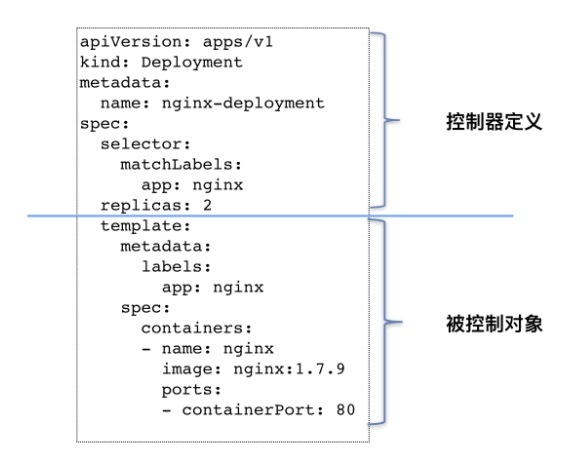 apiVersion: apps/v1
kind: Deployment
metadata:
  name: nginx-deployment
spec:
  selector:
    matchLabels:
      app: nginx
  replicas: 2
控制器定义
  template:
    metadata:
      labels:
        app: nginx
    spec:
      containers:
      - name: nginx
        image: nginx:1.7.9
        ports:
        - containerPort: 80
被控制对象